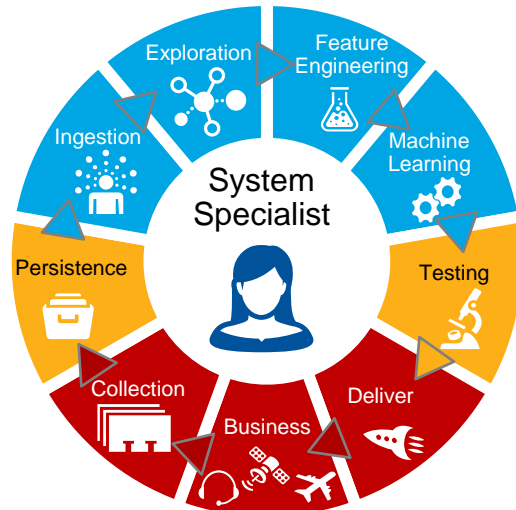 Exploration
Feature
Engineering
Ingestion
Machine
Learning
System
Specialist
Persistence
Testing
Collection
Deliver
Business